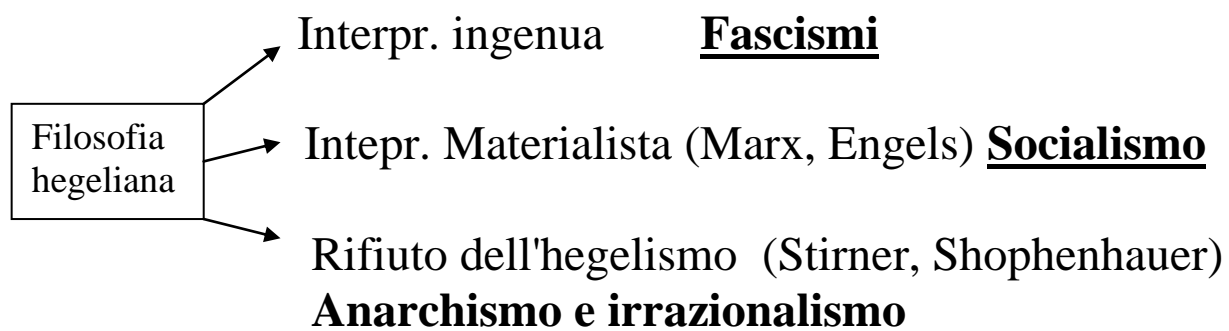 Interpr. ingenua Fascismi
Filosofia
hegeliana
Intepr. Materialista (Marx, Engels) Socialismo
Rifiuto dell'hegelismo (Stirner, Shophenhauer)
Anarchismo e irrazionalismo